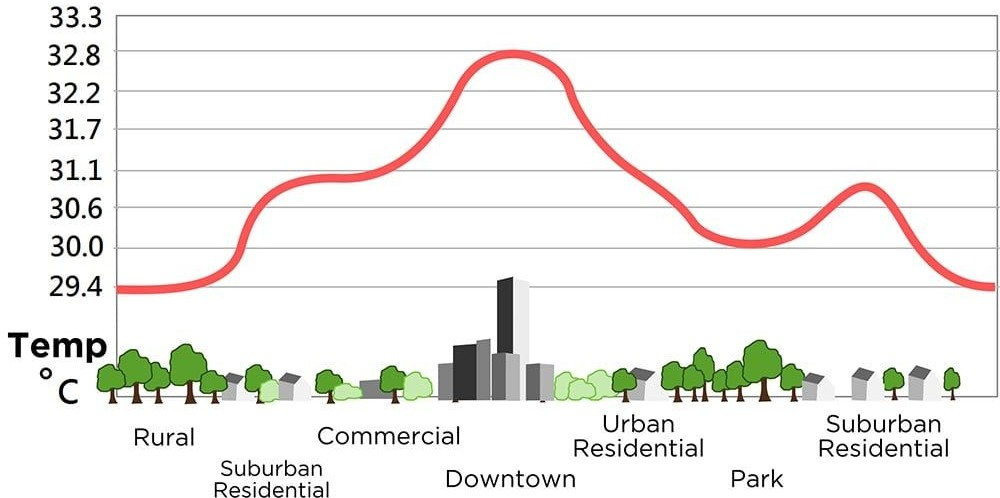 33.3
32.8
32.2
31.7
31.1
30.6
30.0
29.4
Temp
°C
Rural
Suburban
Residential
Commercial
Downtown
Urban
Residential
Park
Suburban
Residential